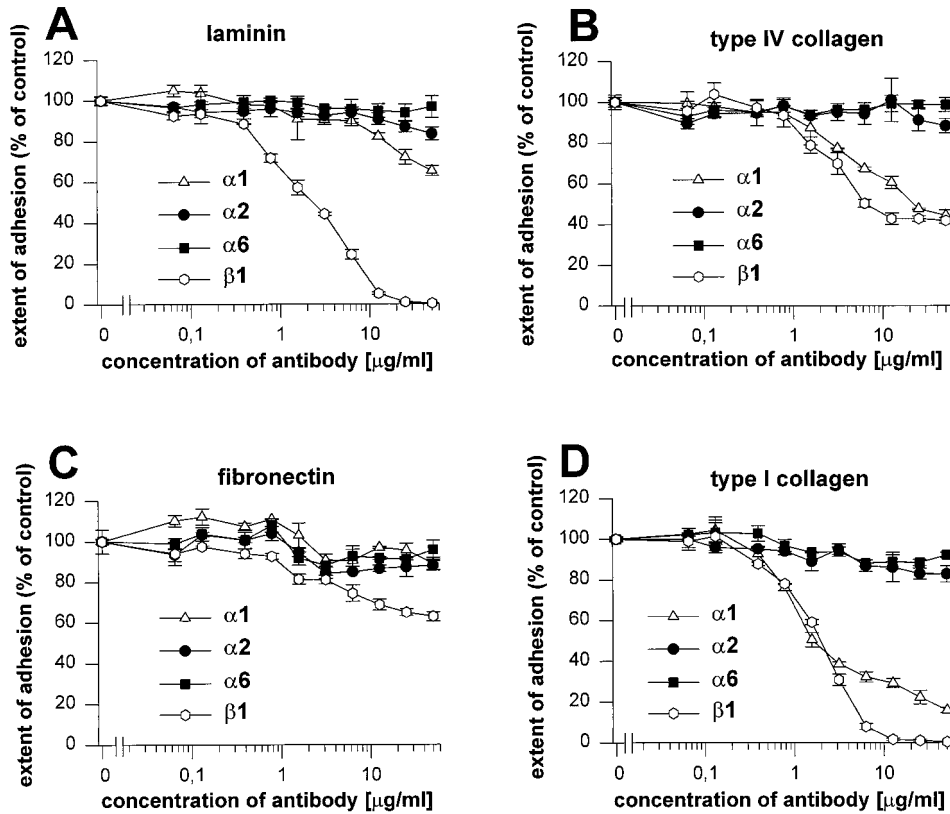 A
laminin
extent of adhesion (% of control)
120
100
80
60
40
20
0
α1
α2
α6
β1
0 0,1 1 10
concentration of antibody [μg/ml]
B
type IV collagen
extent of adhesion (% of control)
120
100
80
60
40
20
0
α1
α2
α6
β1
0 0,1 1 10
concentration of antibody [μg/ml]
C
fibronectin
extent of adhesion (% of control)
120
100
80
60
40
20
0
α1
α2
α6
β1
0 0,1 1 10
concentration of antibody [μg/ml]
D
type I collagen
extent of adhesion (% of control)
120
100
80
60
40
20
0
α1
α2
α6
β1
0 0,1 1 10
concentration of antibody [μg/ml]